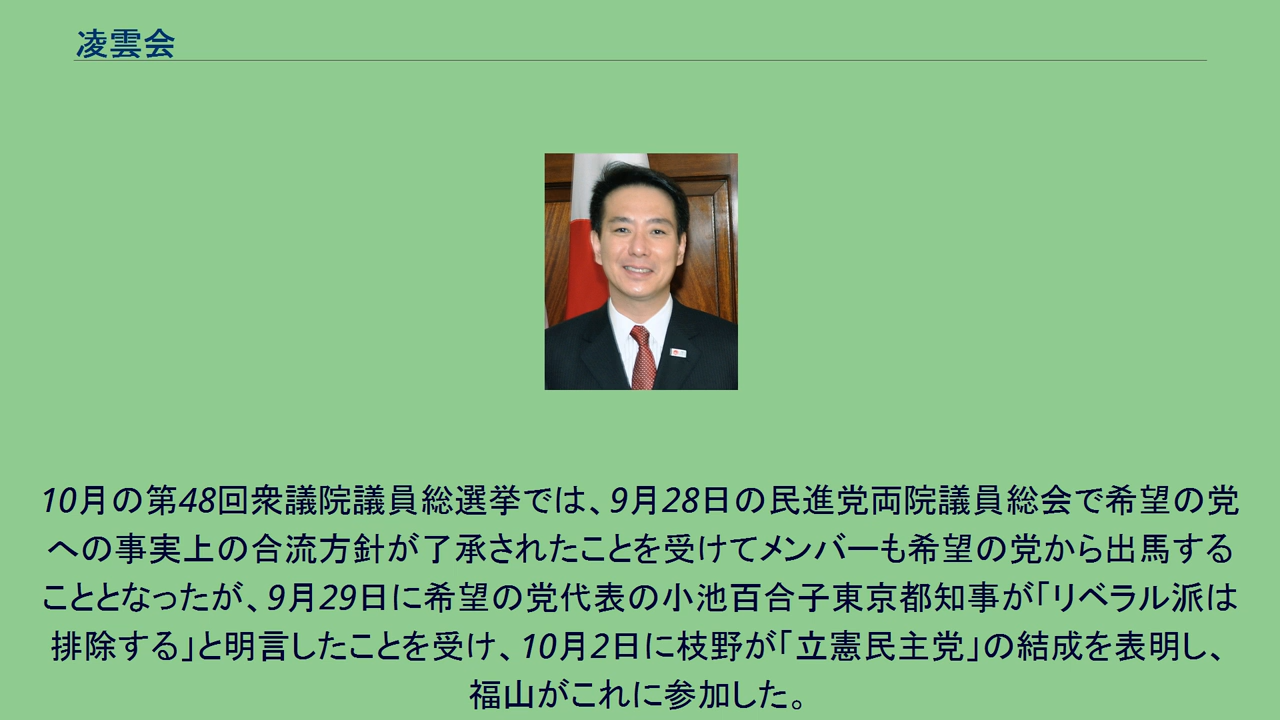 凌雲会
10月の第48回衆議院議員総選挙では、9月28日の民進党両院議員総会で希望の党
への事実上の合流方針が了承されたことを受けてメンバーも希望の党から出馬する
こととなったが、9月29日に希望の党代表の小池百合子東京都知事が「リベラル派は
排除する」と明言したことを受け、10月2日に枝野が「立憲民主党」の結成を表明し、
福山がこれに参加した。